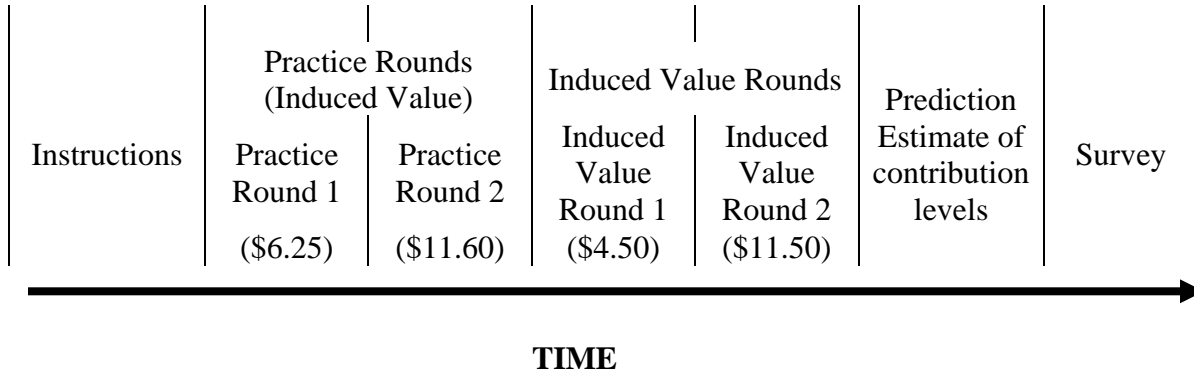 Instructions
Practice Rounds
(Induced Value)
Practice
Round 1
($6.25)
Practice
Round 2
($11.60)
Induced Value Rounds
Induced
Value
Round 1
($4.50)
Induced
Value
Round 2
($11.50)
Prediction
Estimate of
contribution
levels
Survey
TIME